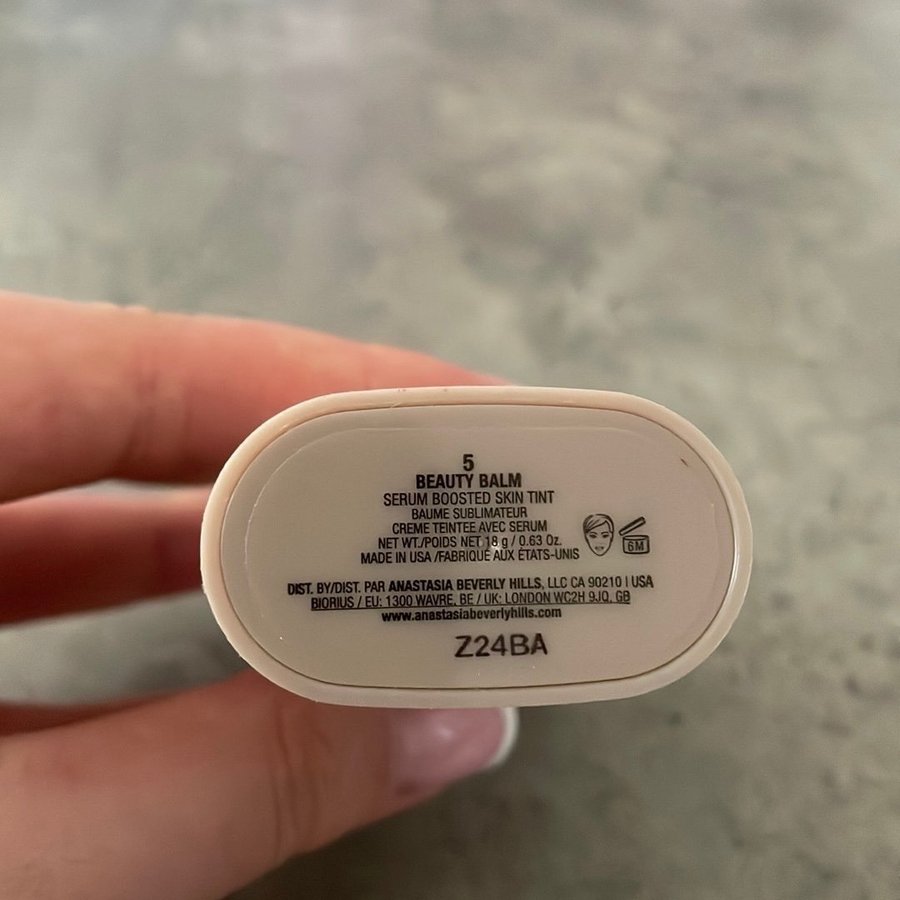 5
BEAUTY BALM
SERUM BOOSTED SKIN TINT
BAUME SUBLIMATEUR
CREME TEINTEE AVEC SERUM
NET WT./POIDS NET 18 g / 0.63 Oz.
MADE IN USA /FABRIQUÉ AUX ÉTATS-UNIS
6M
DIST. BY/DIST. PAR ANASTASIA BEVERLY HILLS, LLC CA 90210 | USA
BIORIUS / EU: 1300 WAVRE, BE / UK: LONDON WC2H 9JQ, GB
www.anastasiabeverlyhills.com
Z24BA